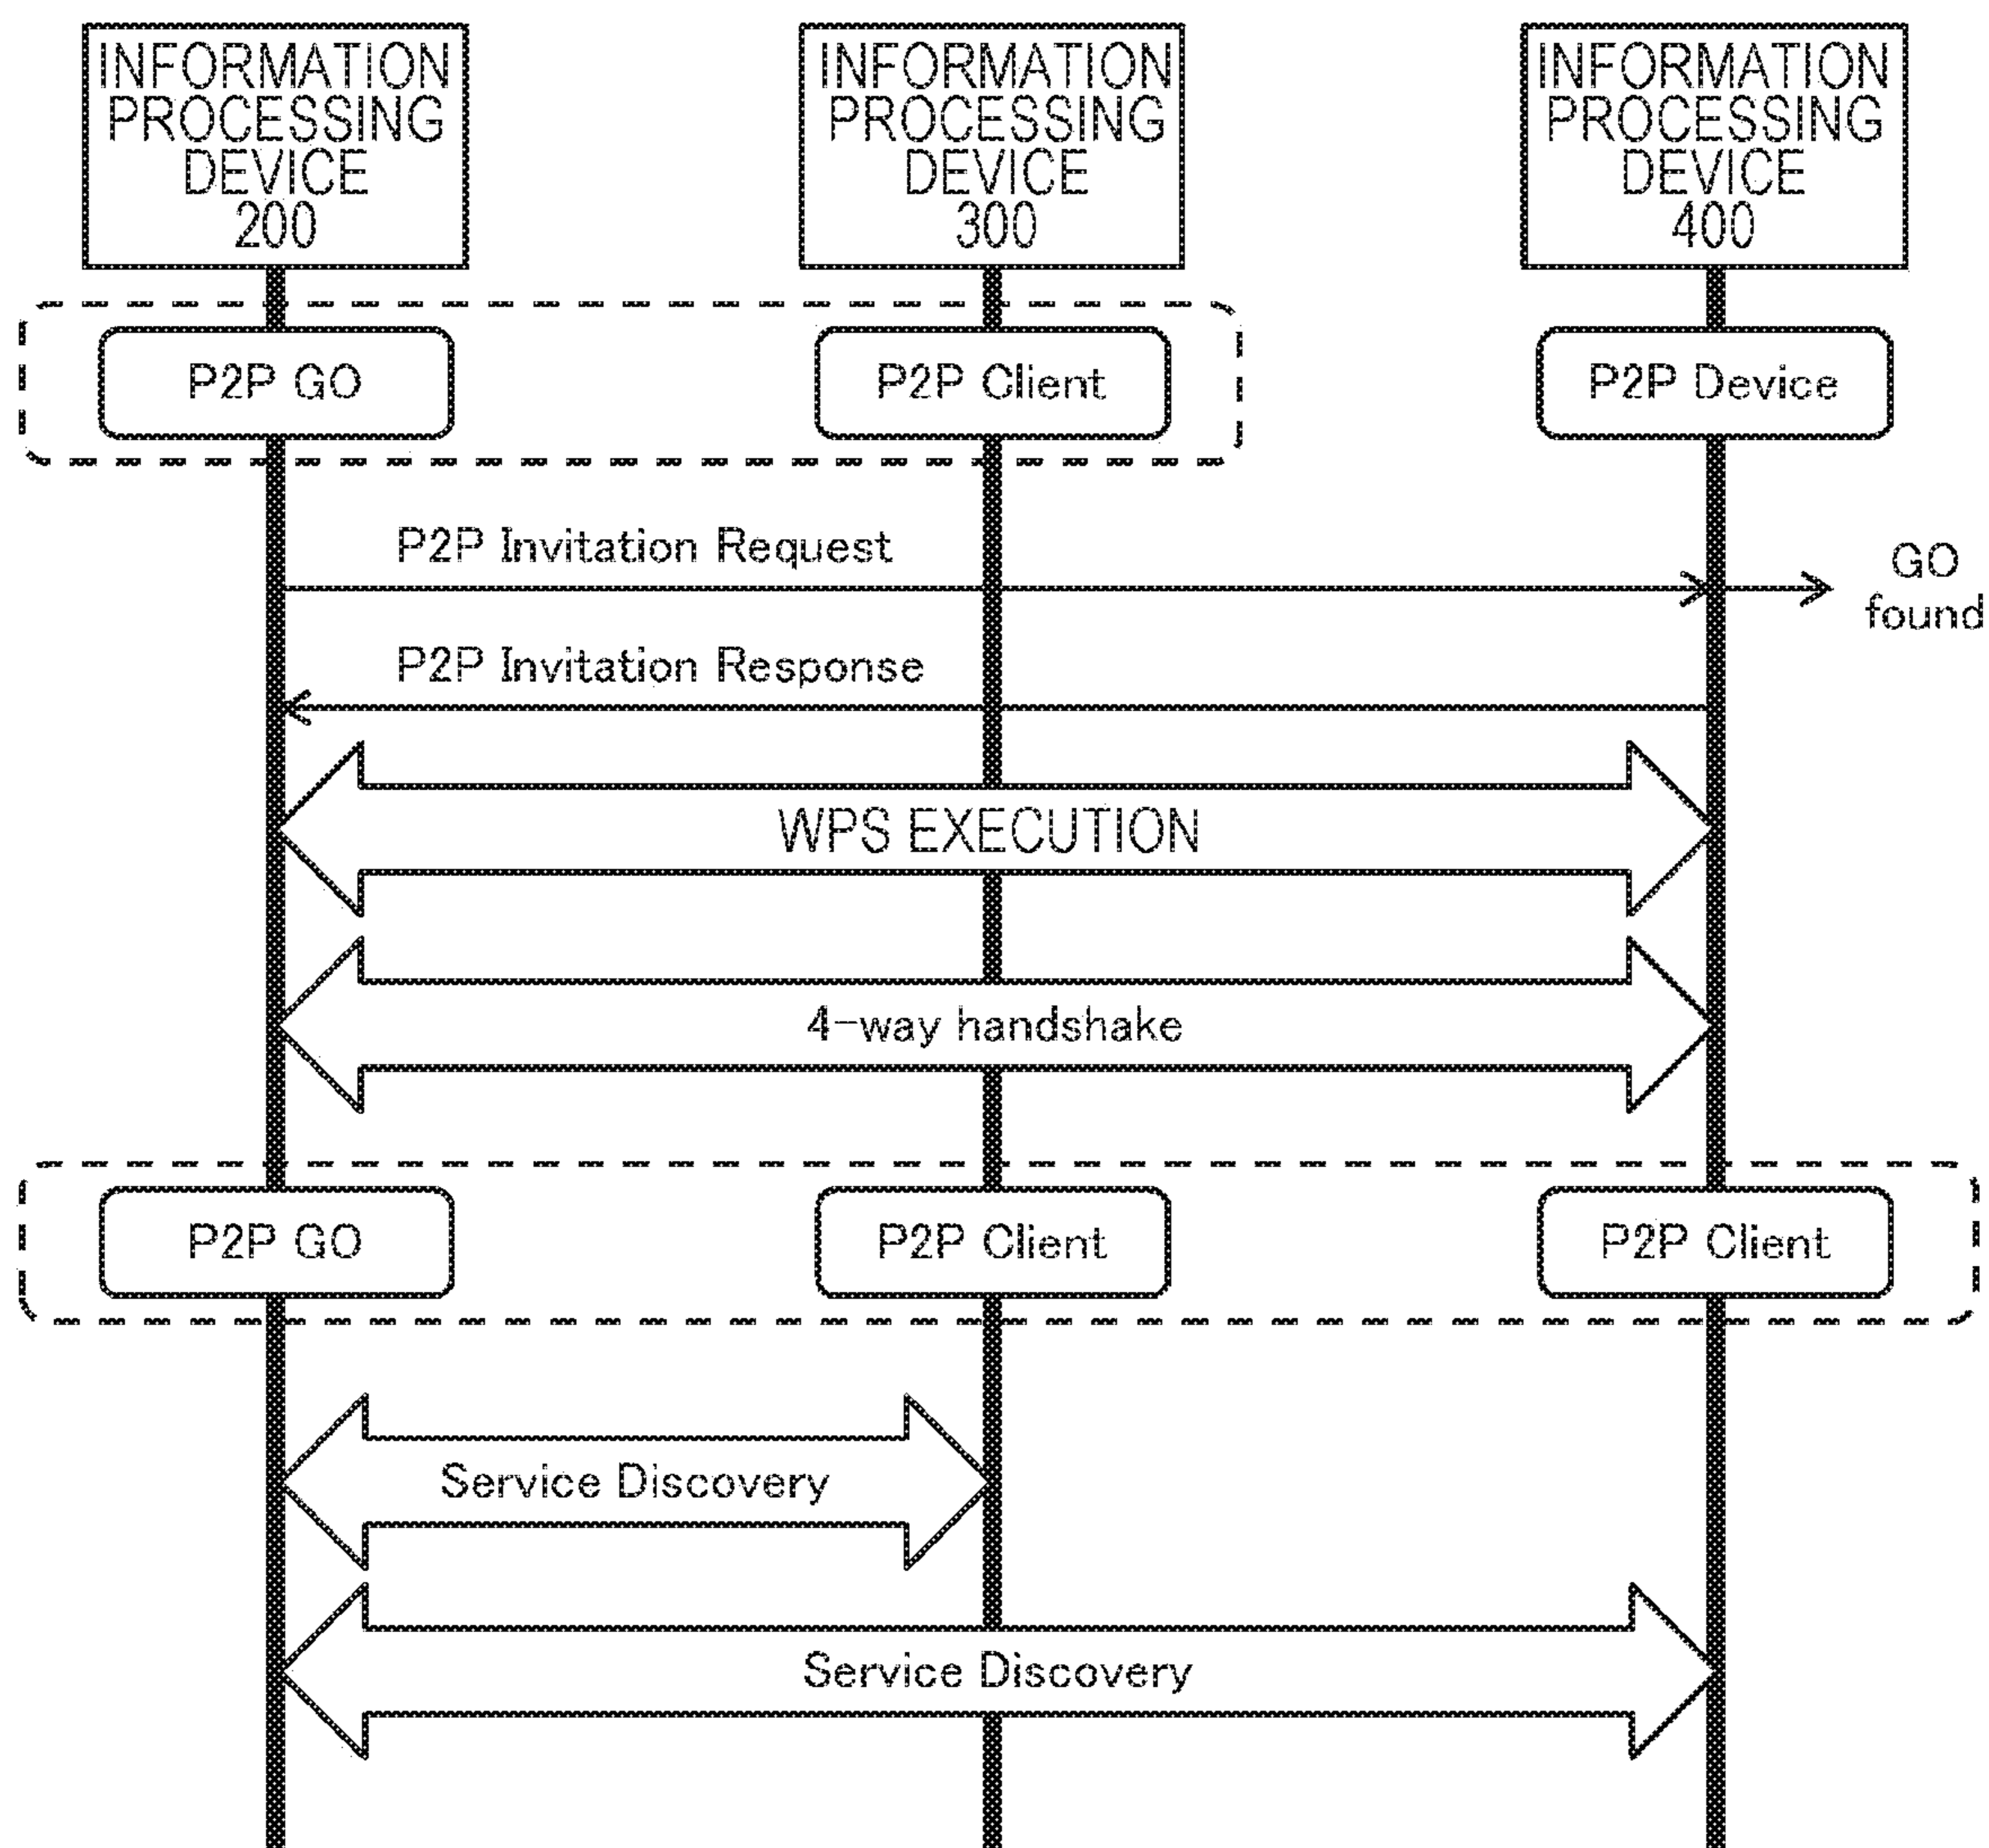 INFORMATION
PROCESSING
DEVICE
200
INFORMATION
PROCESSING
DEVICE
300
INFORMATION
PROCESSING
DEVICE
400
P2P GO
P2P Client
P2P Device
P2P Invitation Request
GO
found
P2P Invitation Response
WPS EXECUTION
4-way handshake
P2P GO
P2P Client
P2P Client
Service Discovery
Service Discovery